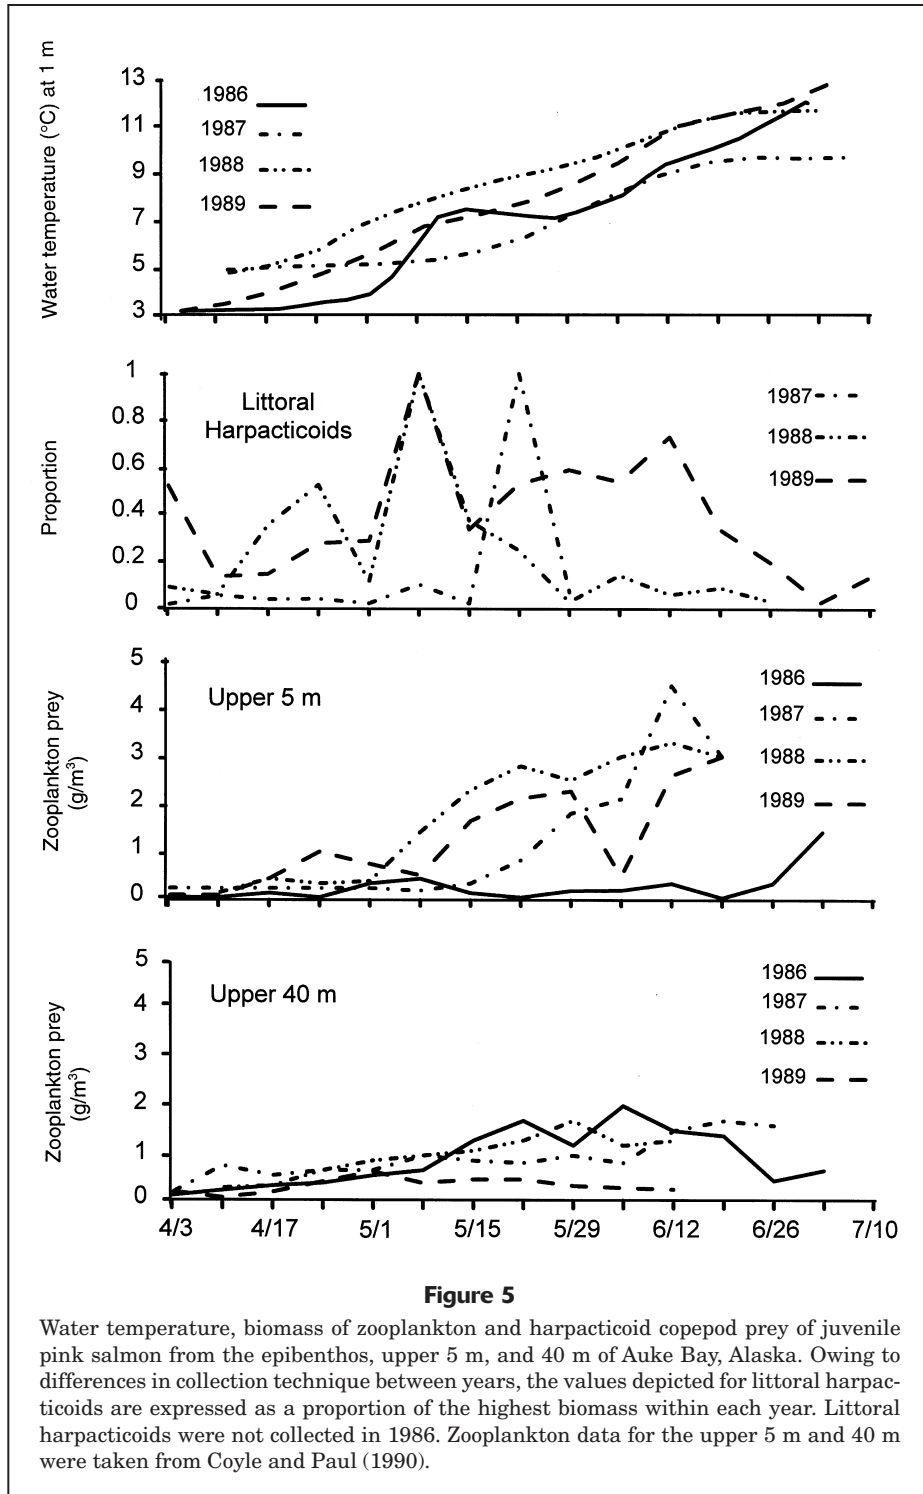 Water temperature (°C) at 1 m
13
11
9
7
5
3
1986
1987
1988
1989
Proportion
1
0.8
0.6
0.4
0.2
0
Littoral
Harpacticoids
1987
1988
1989
Zooplankton prey
(g/m³)
5
4
3
2
1
0
Upper 5 m
1986
1987
1988
1989
Zooplankton prey
(g/m³)
5
4
3
2
1
0
Upper 40 m
1986
1987
1988
1989
4/3 4/17 5/1 5/15 5/29 6/12 6/26 7/10
Figure 5
Water temperature, biomass of zooplankton and harpacticoid copepod prey of juvenile
pink salmon from the epibenthos, upper 5 m, and 40 m of Auke Bay, Alaska. Owing to
differences in collection technique between years, the values depicted for littoral harpac-
ticoids are expressed as a proportion of the highest biomass within each year. Littoral
harpacticoids were not collected in 1986. Zooplankton data for the upper 5 m and 40 m
were taken from Coyle and Paul (1990).